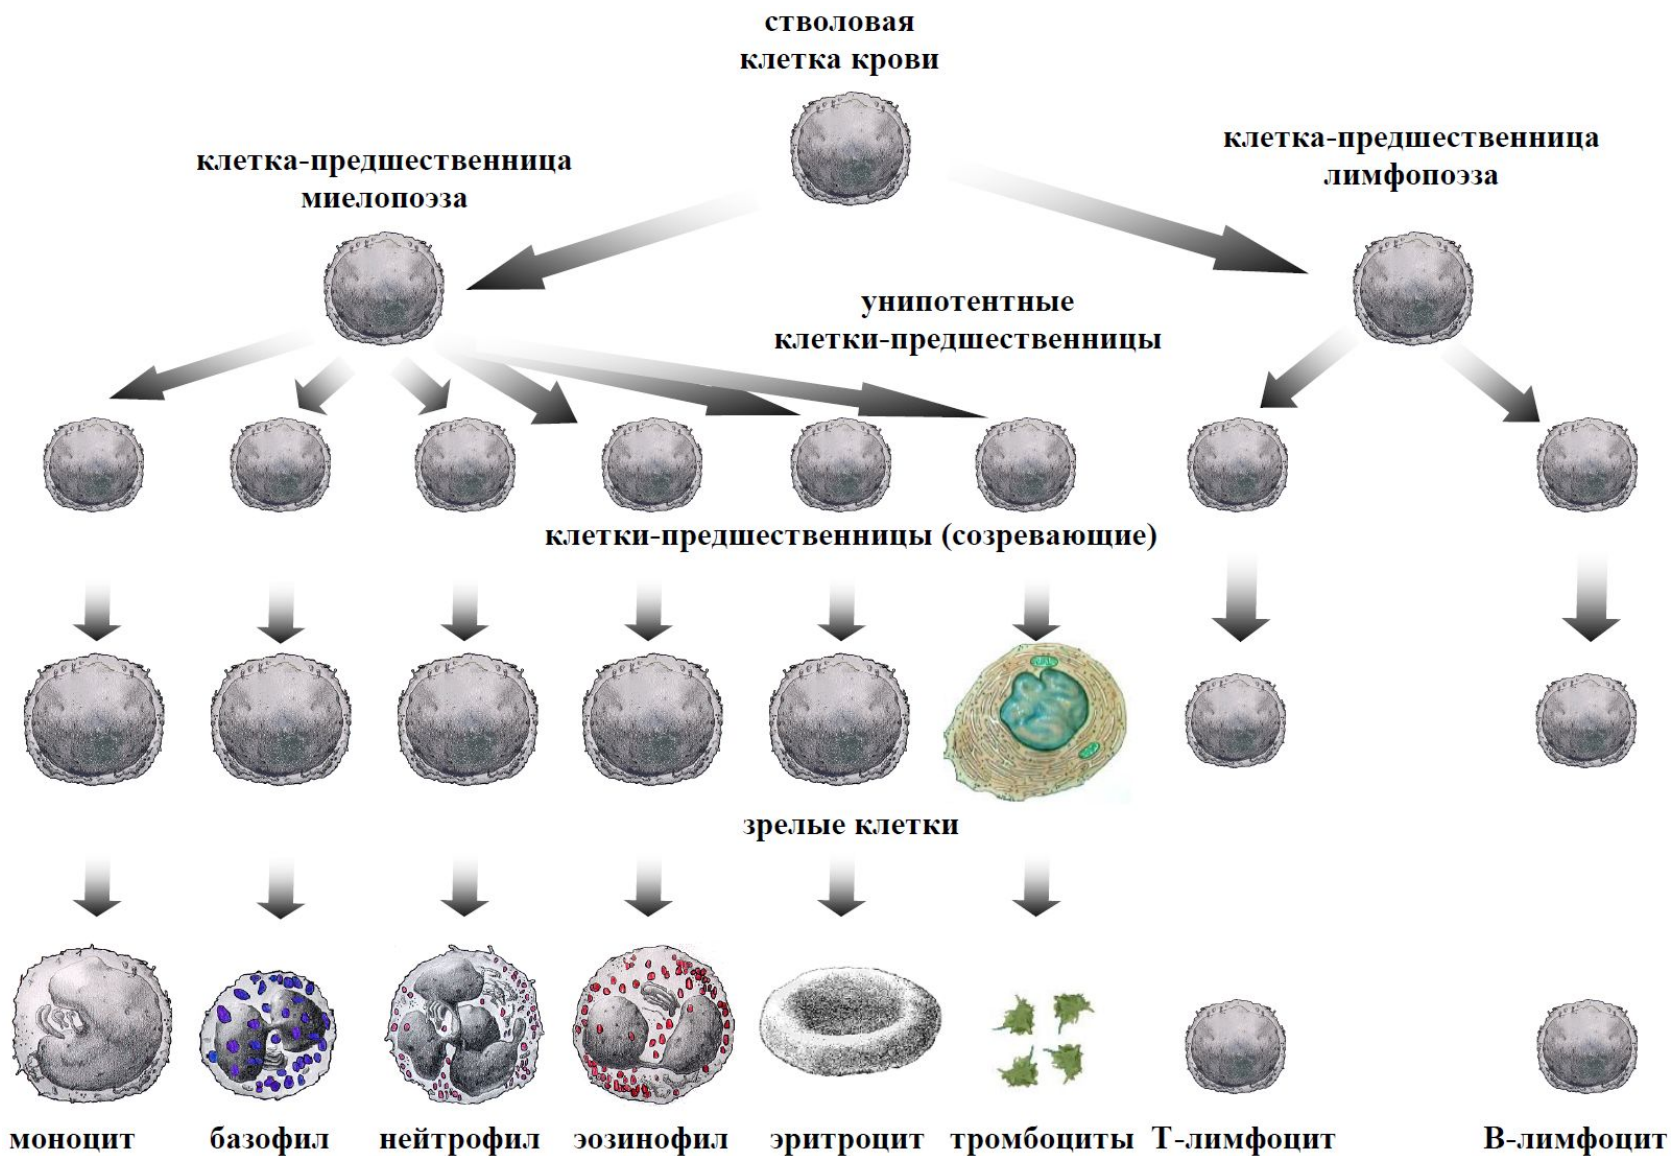 стволовая
клетка крови
клетка-предшественница
миелопоэза
клетка-предшественница
лимфопоэза
унипотентные
клетки-предшественницы
клетки-предшественницы (созревающие)
зрелые клетки
моноцит базофил нейтрофил эозинофил эритроцит тромбоциты Т-лимфоцит В-лимфоцит